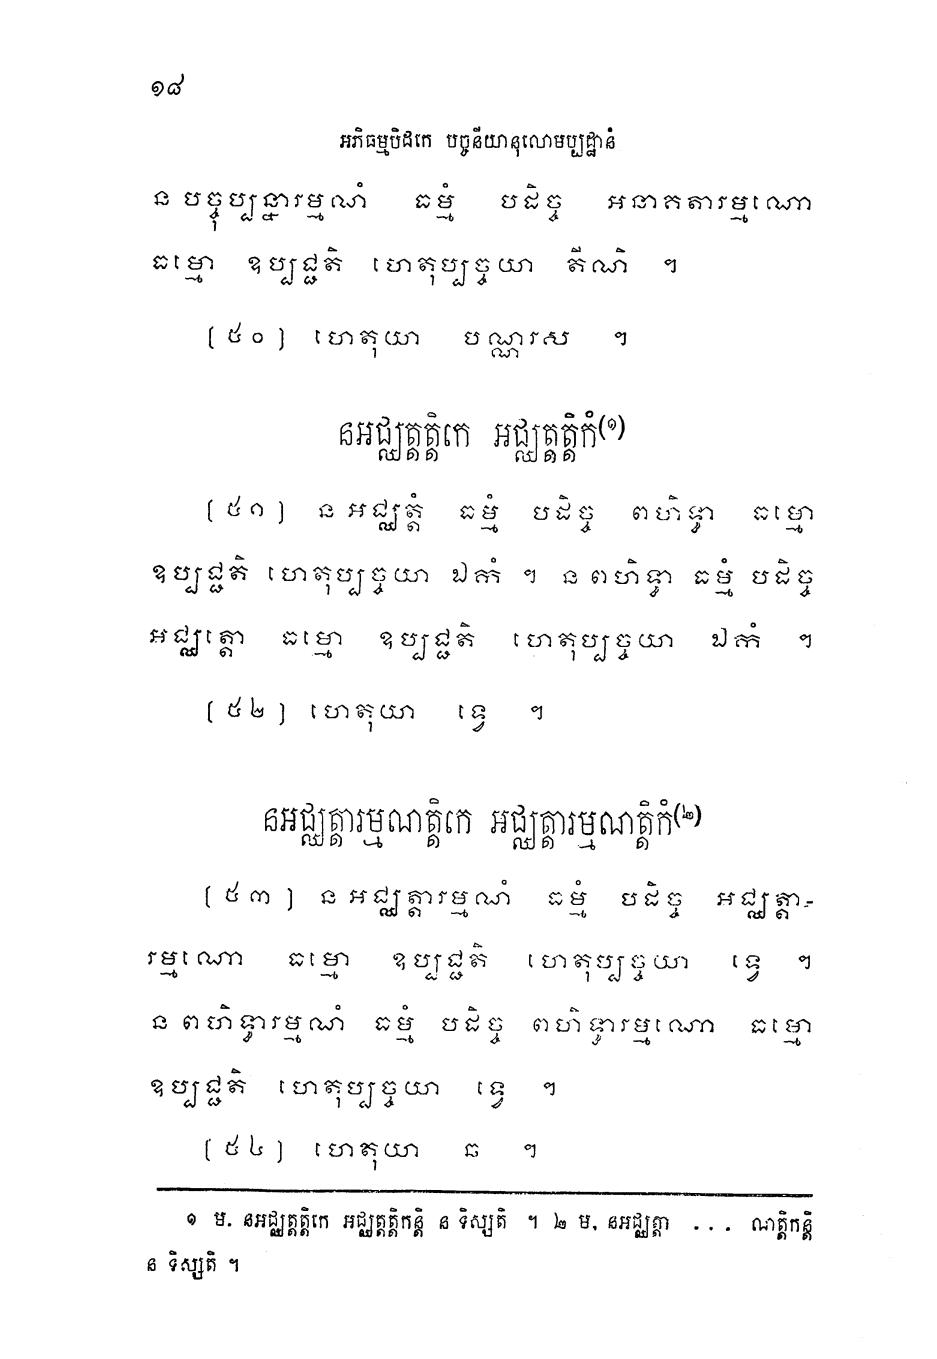 ១៨
អភិធម្មបិដកេ បច្ចនីយានុលោមប្បដ្ឋានំ
ន បច្ចុប្បន្នារម្មណំ ធម្មំ បដិច្ច អនាគតារម្មណោ
ធម្មោ ឧប្បជ្ជតិ ហេតុប្បច្ចយា តីណិ ។
[៥០] ហេតុយា បណ្ណរស ។
នអជ្ឈត្តត្តិកេ អជ្ឈត្តត្តិកំ(១)
[៥១] ន អជ្ឈត្តំ ធម្មំ បដិច្ច ពហិទ្ធា ធម្មោ
ឧប្បជ្ជតិ ហេតុប្បច្ចយា ឯកំ ។ ន ពហិទ្ធា ធម្មំ បដិច្ច
អជ្ឈត្តោ ធម្មោ ឧប្បជ្ជតិ ហេតុប្បច្ចយា ឯកំ ។
[៥២] ហេតុយា ទ្វេ ។
នអជ្ឈត្តារម្មណត្តិកេ អជ្ឈត្តារម្មណត្តិកំ(២)
[៥៣] ន អជ្ឈត្តារម្មណំ ធម្មំ បដិច្ច អជ្ឈត្តា-
រម្មណោ ធម្មោ ឧប្បជ្ជតិ ហេតុប្បច្ចយា ទ្វេ ។
ន ពហិទ្ធារម្មណំ ធម្មំ បដិច្ច ពហិទ្ធារម្មណោ ធម្មោ
ឧប្បជ្ជតិ ហេតុប្បច្ចយា ទ្វេ ។
[៥៤] ហេតុយា ឆ ។
១ ម. នអជ្ឈត្តត្តិកេ អជ្ឈត្តត្តិកន្តិ ន ទិស្សតិ ។ ២ ម. នអជ្ឈត្តា ... ណត្តិកន្តិ
ន ទិស្សតិ ។